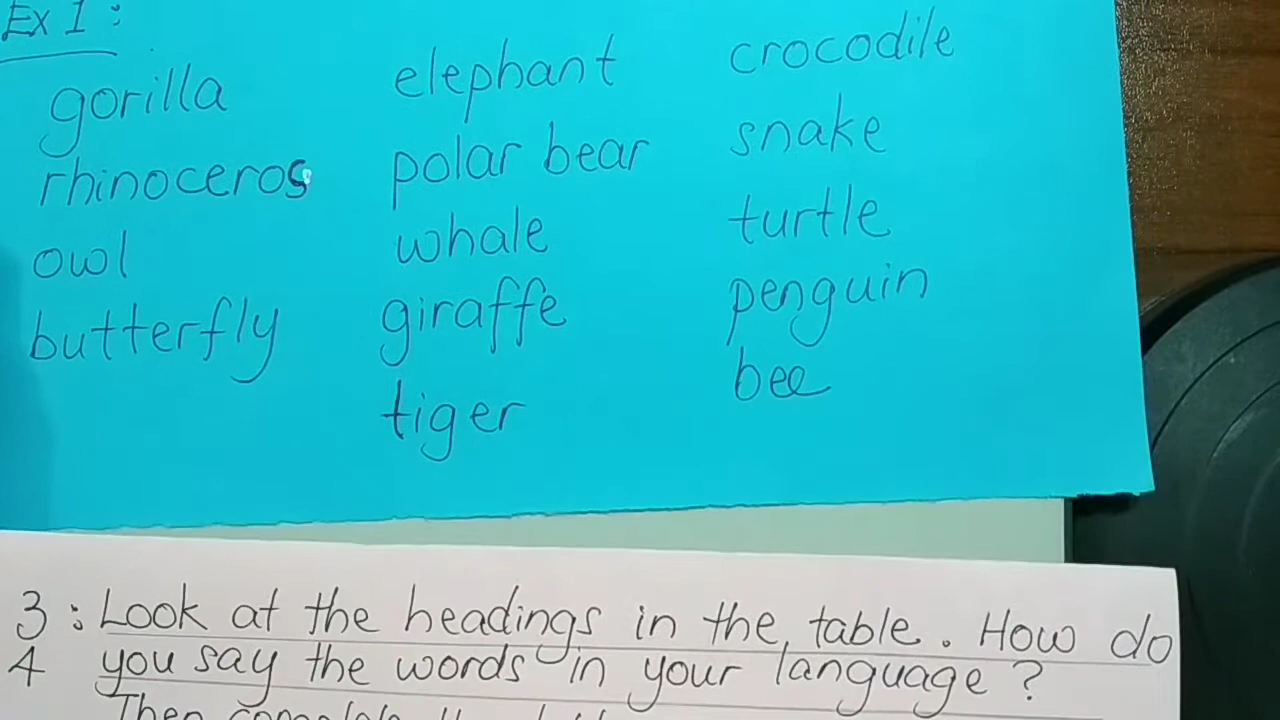 Ex 1:
gorilla elephant crocodile
rhinoceros polar bear snake
owl whale turtle
butterfly giraffe penguin
tiger bee
3 : Look at the headings in the table. How do
4 you say the words in your language?
Then